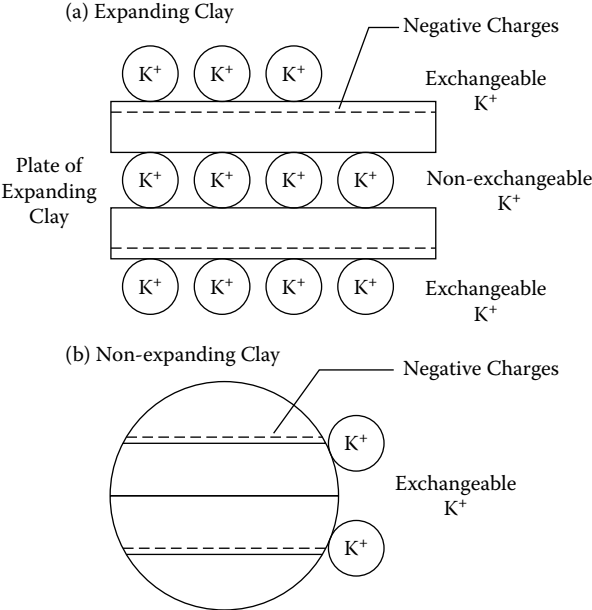 (a) Expanding Clay
Negative Charges
K⁺ K⁺ K⁺
Exchangeable
K⁺
Plate of
Expanding
Clay
K⁺ K⁺ K⁺ K⁺
Non-exchangeable
K⁺
K⁺ K⁺ K⁺ K⁺
Exchangeable
K⁺
(b) Non-expanding Clay
Negative Charges
K⁺
Exchangeable
K⁺
K⁺